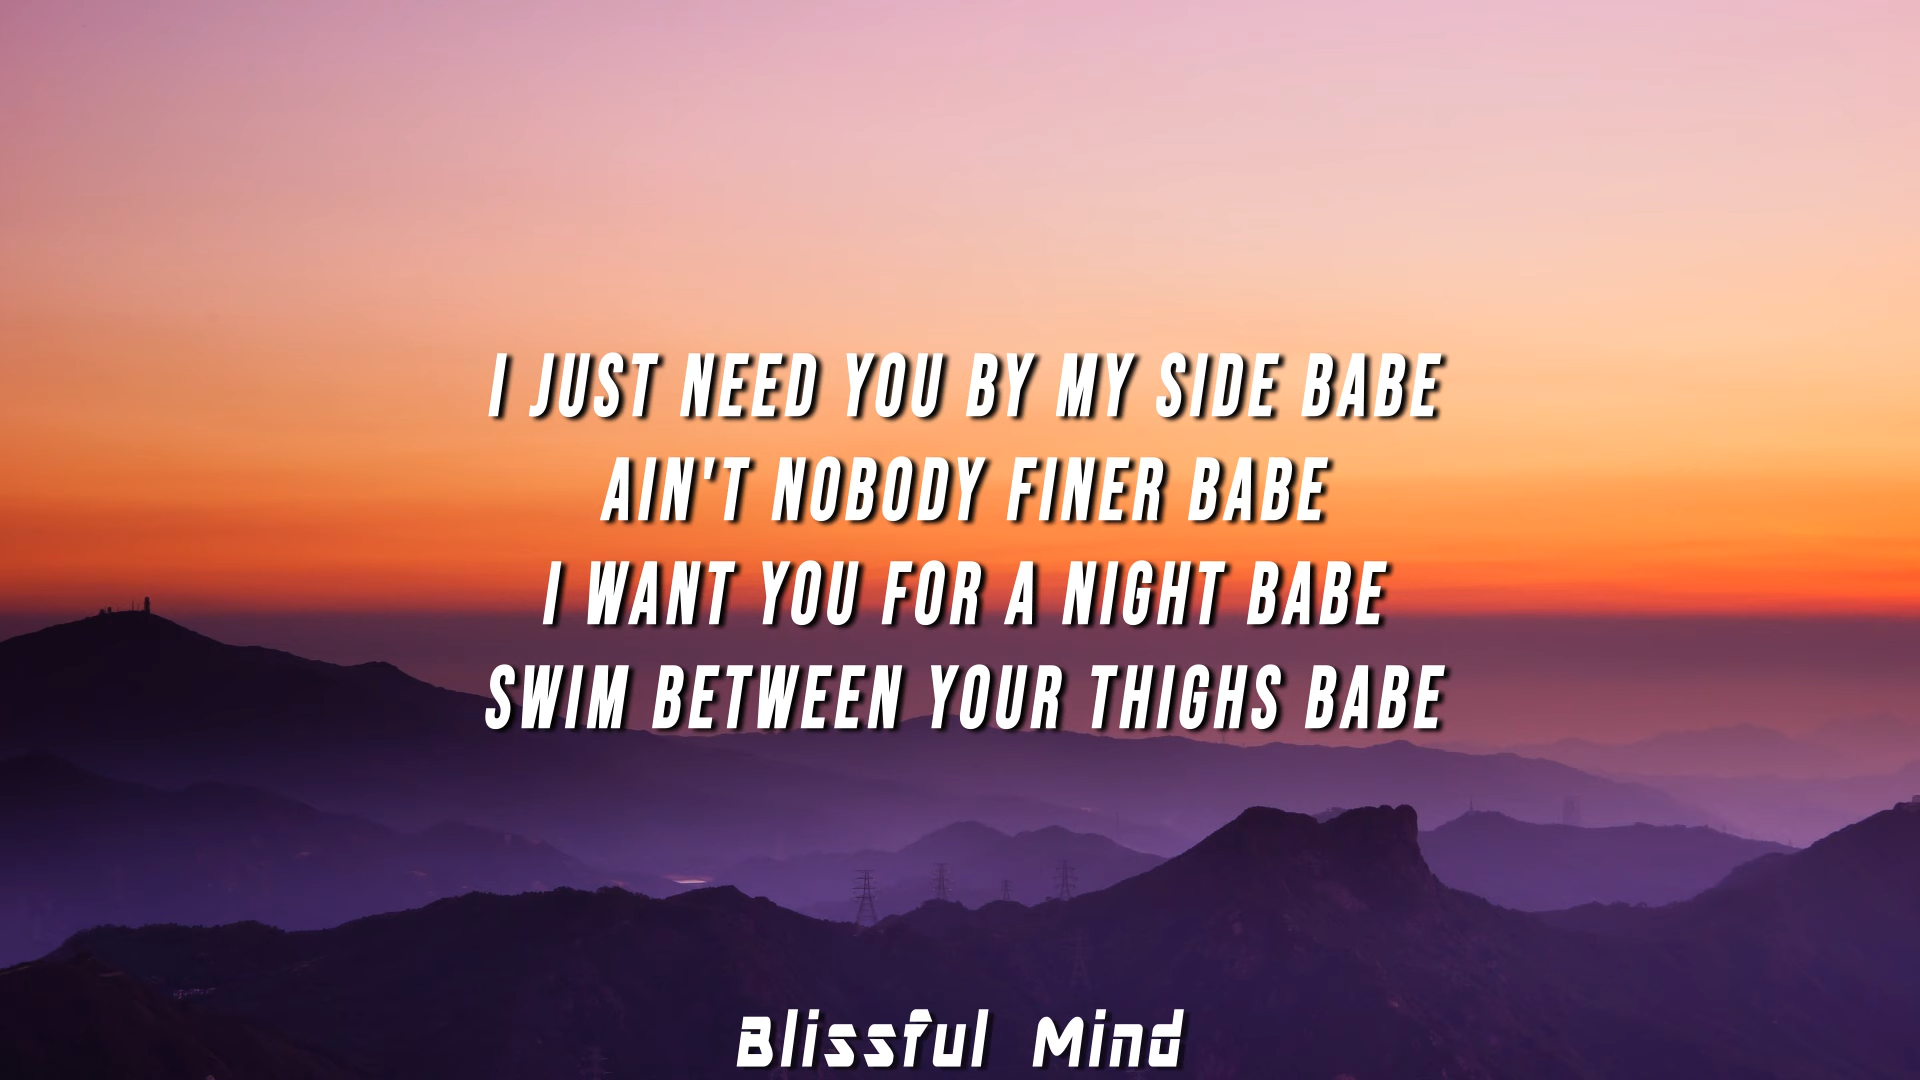 I JUST NEED YOU BY MY SIDE BABE
AIN'T NOBODY FINER BABE
I WANT YOU FOR A NIGHT BABE
SWIM BETWEEN YOUR THIGHS BABE
Blissful Mind